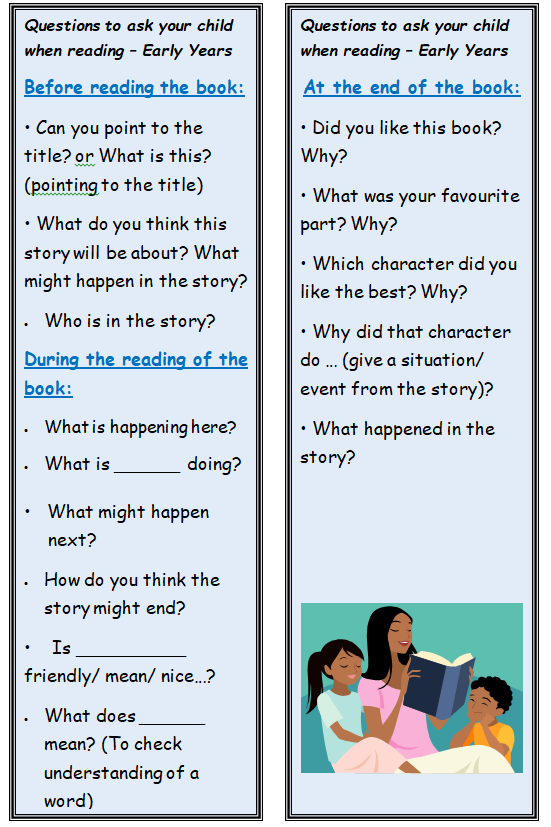 Questions to ask your child
when reading – Early Years
Before reading the book:
• Can you point to the
title? or What is this?
(pointing to the title)
• What do you think this
story will be about? What
might happen in the story?
• Who is in the story?
During the reading of the
book:
• What is happening here?
• What is _______ doing?
• What might happen
next?
• How do you think the
story might end?
• Is ____________
friendly/ mean/ nice...?
• What does _______
mean? (To check
understanding of a
word)
Questions to ask your child
when reading – Early Years
At the end of the book:
• Did you like this book?
Why?
• What was your favourite
part? Why?
• Which character did you
like the best? Why?
• Why did that character
do ... (give a situation/
event from the story)?
• What happened in the
story?